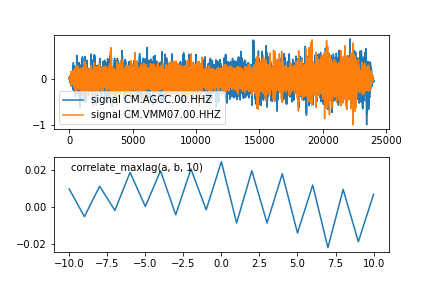 0
−1
signal CM.AGCC.00.HHZ
signal CM.VMM07.00.HHZ
0 5000 10000 15000 20000 25000
correlate_maxlag(a, b, 10)
0.02
0.00
−0.02
−10.0 −7.5 −5.0 −2.5 0.0 2.5 5.0 7.5 10.0